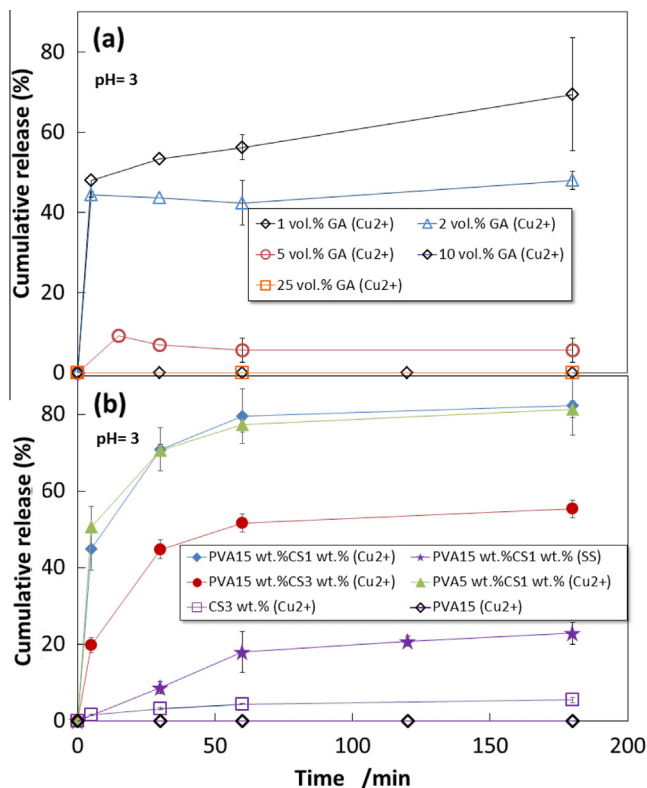 (a)
pH= 3
Cumulative release (%)
80
60
40
20
0
1 vol.% GA (Cu2+) 2 vol.% GA (Cu2+)
5 vol.% GA (Cu2+) 10 vol.% GA (Cu2+)
25 vol.% GA (Cu2+)
(b)
pH= 3
Cumulative release (%)
80
60
40
20
0
PVA15 wt.%CS1 wt.% (Cu2+) PVA15 wt.%CS1 wt.% (SS)
PVA15 wt.%CS3 wt.% (Cu2+) PVA5 wt.%CS1 wt.% (Cu2+)
CS3 wt.% (Cu2+) PVA15 (Cu2+)
0 50 100 150 200
Time /min